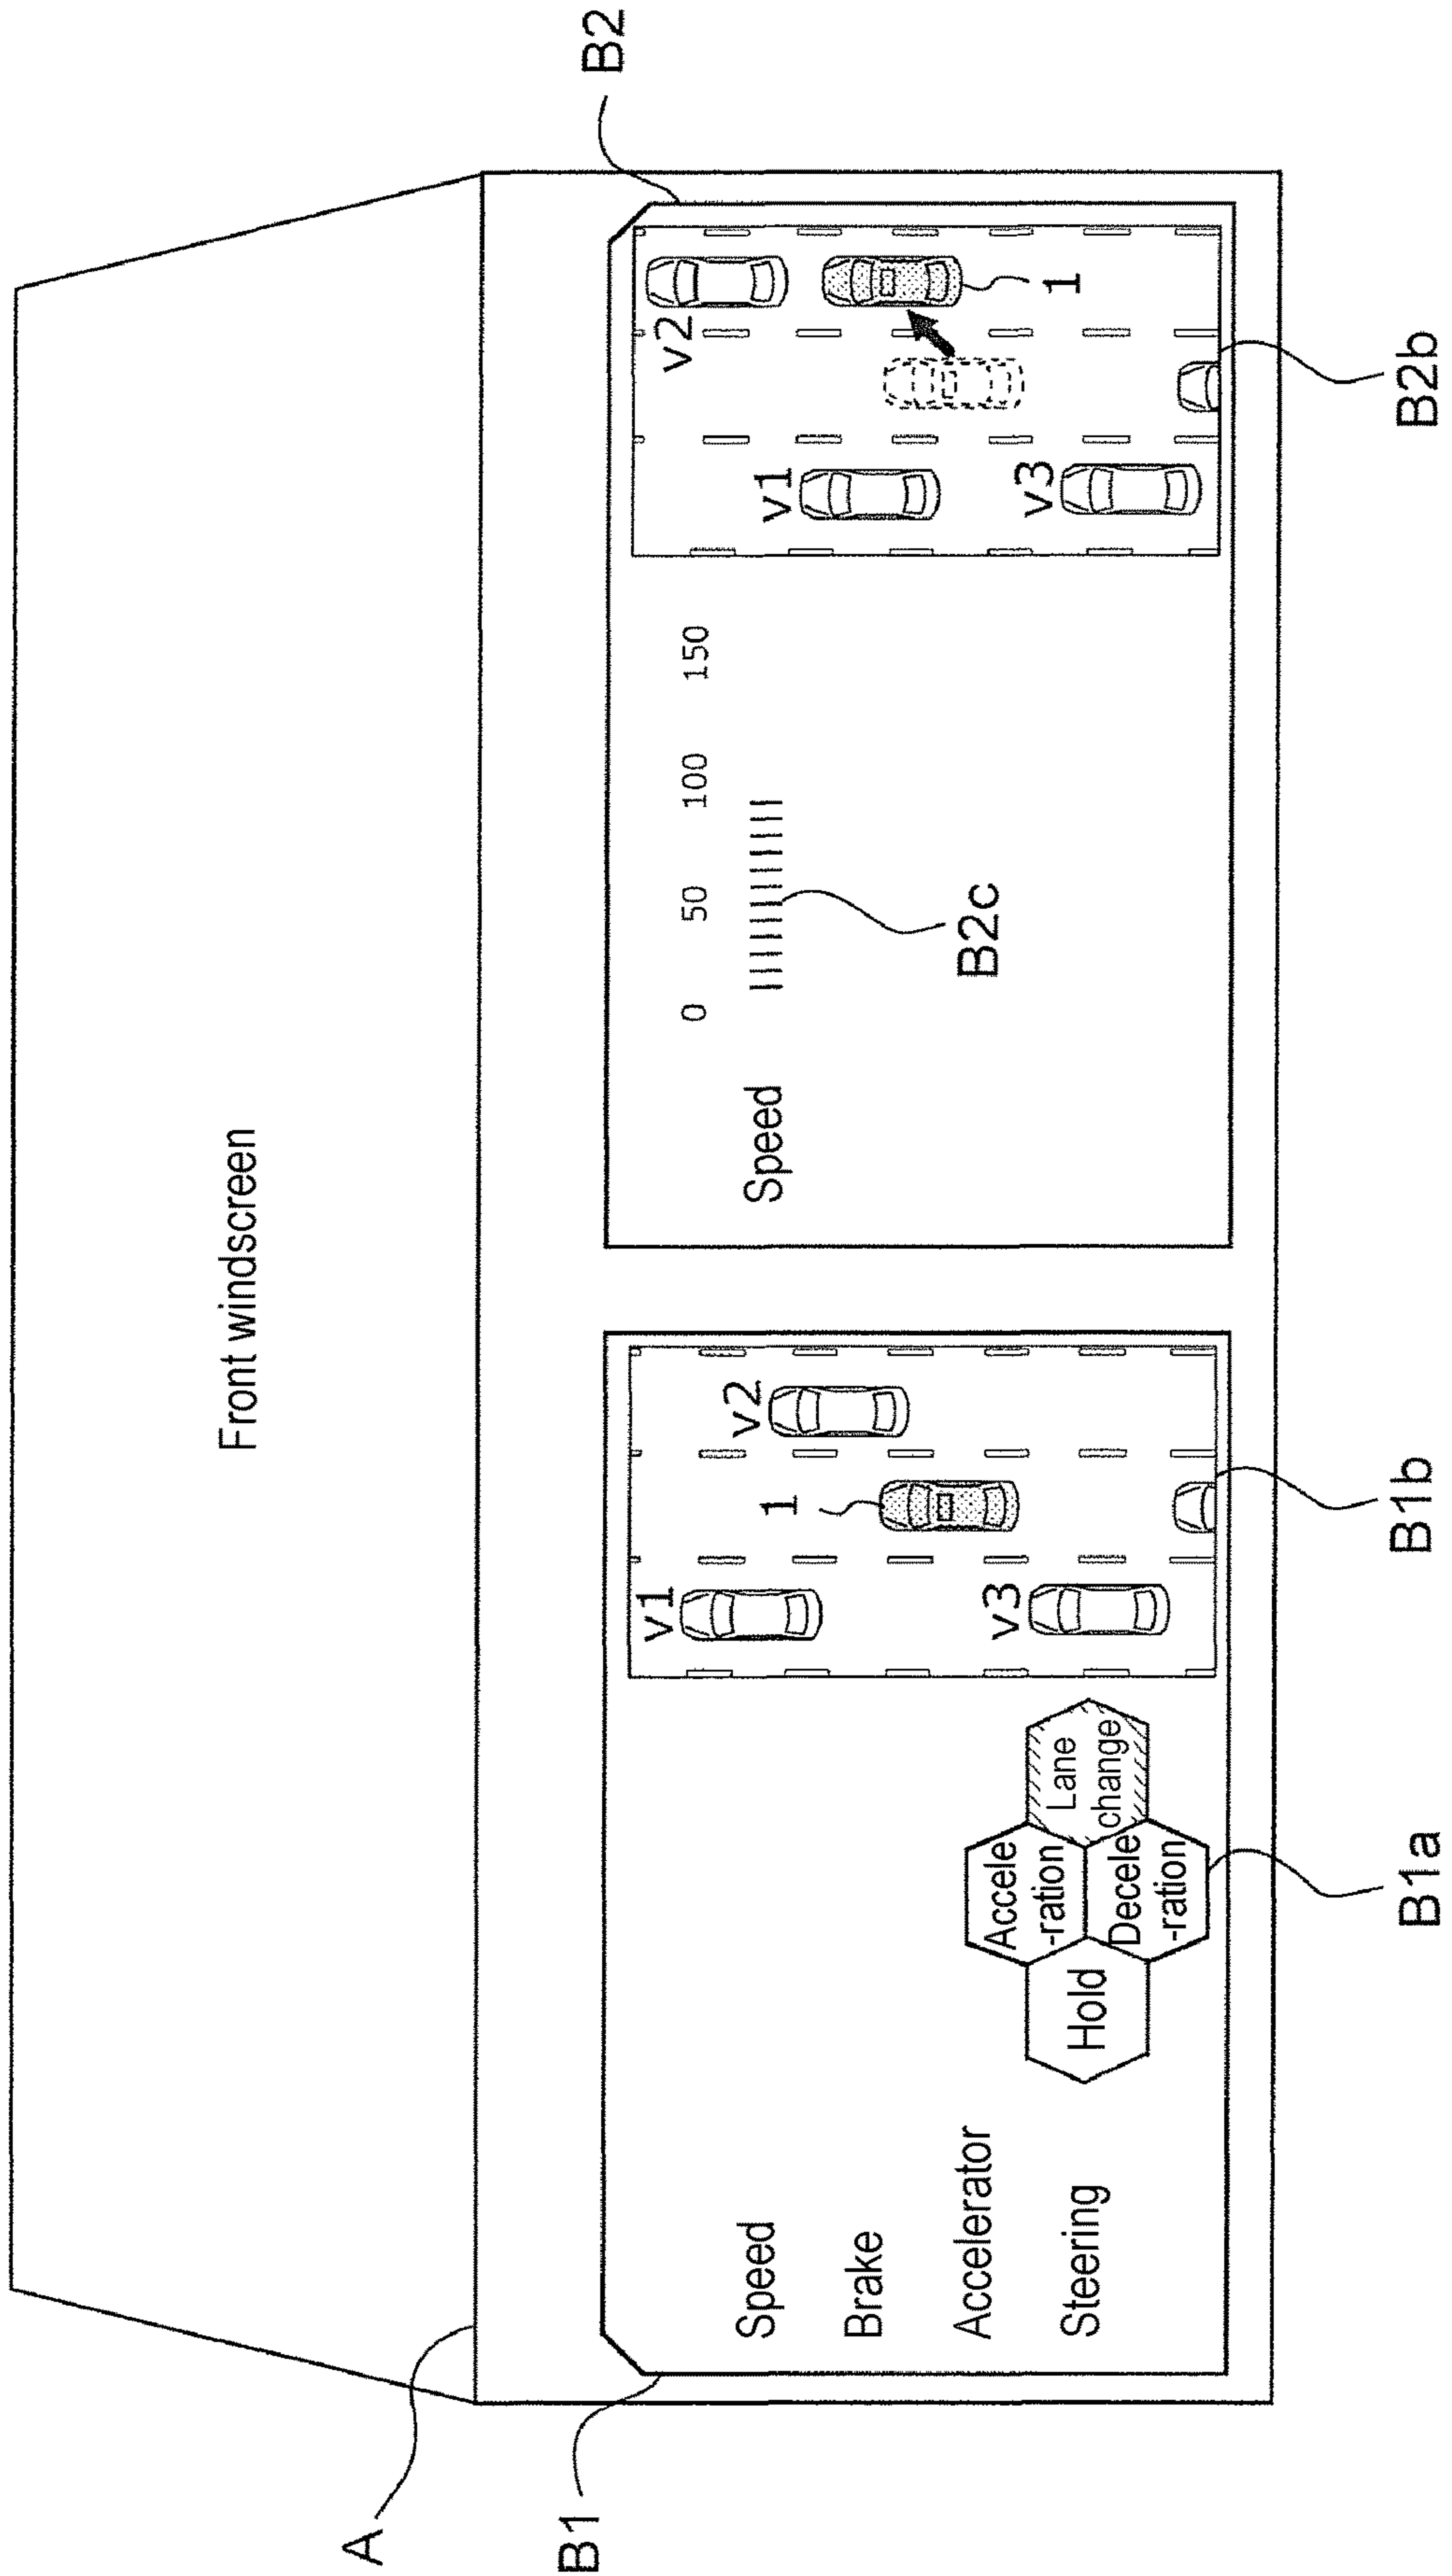 Front windscreen
A
B1
B2
Speed
Brake
Accelerator
Steering
Hold
Accele
-ration
Decele
-ration
Lane
change
B1a
v1
1
v2
v3
B1b
Speed
0 50 100 150
B2c
v1
v2
1
v3
B2b